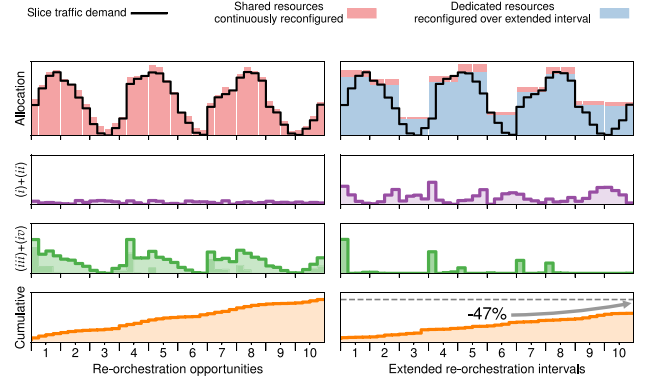 Slice traffic demand
Shared resources
continuously reconfigured
Dedicated resources
reconfigured over extended interval
Allocation
(i)+(ii)
(iii)+(iv)
Cumulative
-47%
1 2 3 4 5 6 7 8 9 10
1 2 3 4 5 6 7 8 9 10
Re-orchestration opportunities
Extended re-orchestration intervals